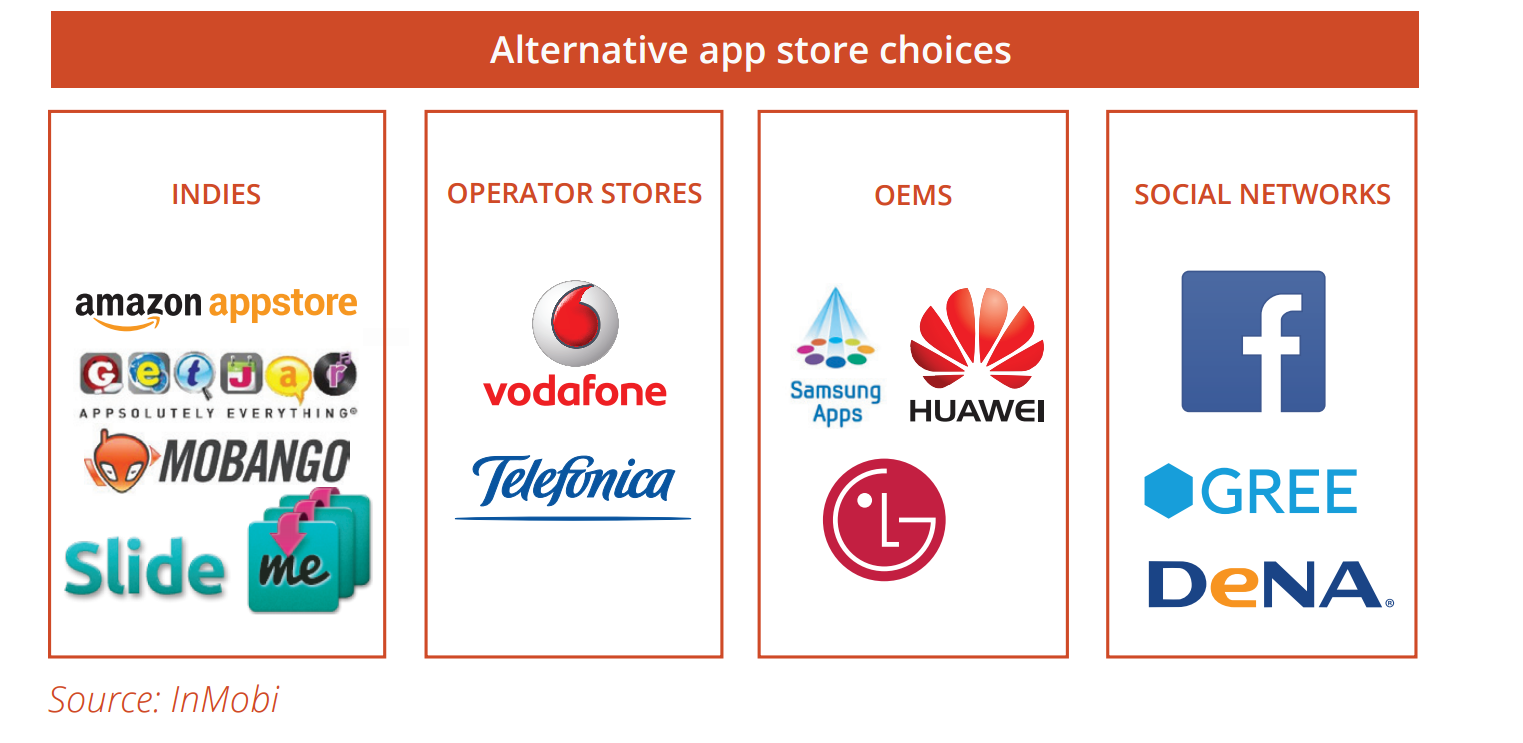 Alternative app store choices
INDIES
amazon appstore
Getjar
APPSOLUTELY EVERYTHING®
MOBANGO
Slide me
OPERATOR STORES
vodafone
Telefónica
OEMS
Samsung
Apps
HUAWEI
LG
SOCIAL NETWORKS
f
GREE
DeNA®
Source: InMobi